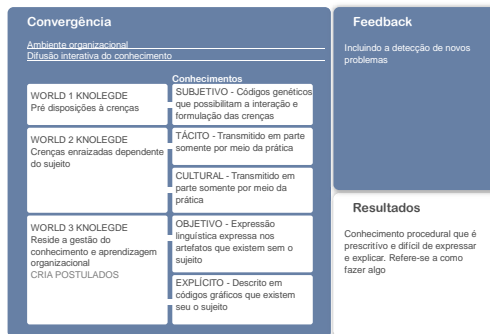 Convergência
Ambiente organizacional
Difusão interativa do conhecimento
Conhecimentos
WORLD 1 KNOLEGDE
Pré disposições à crenças
SUBJETIVO - Códigos genéticos
que possibilitam a interação e
formulação das crenças
WORLD 2 KNOLEGDE
Crenças enraizadas dependente
do sujeito
TÁCITO - Transmitido em parte
somente por meio da prática
CULTURAL - Transmitido em
parte somente por meio da
prática
WORLD 3 KNOLEGDE
Reside a gestão do
conhecimento e aprendizagem
organizacional
CRIA POSTULADOS
OBJETIVO - Expressão
linguística expressa nos
artefatos que existem sem o
sujeito
EXPLÍCITO - Descrito em
códigos gráficos que existem
seu o sujeito
Feedback
Incluindo a detecção de novos
problemas
Resultados
Conhecimento procedural que é
prescritivo e difícil de expressar
e explicar. Refere-se a como
fazer algo